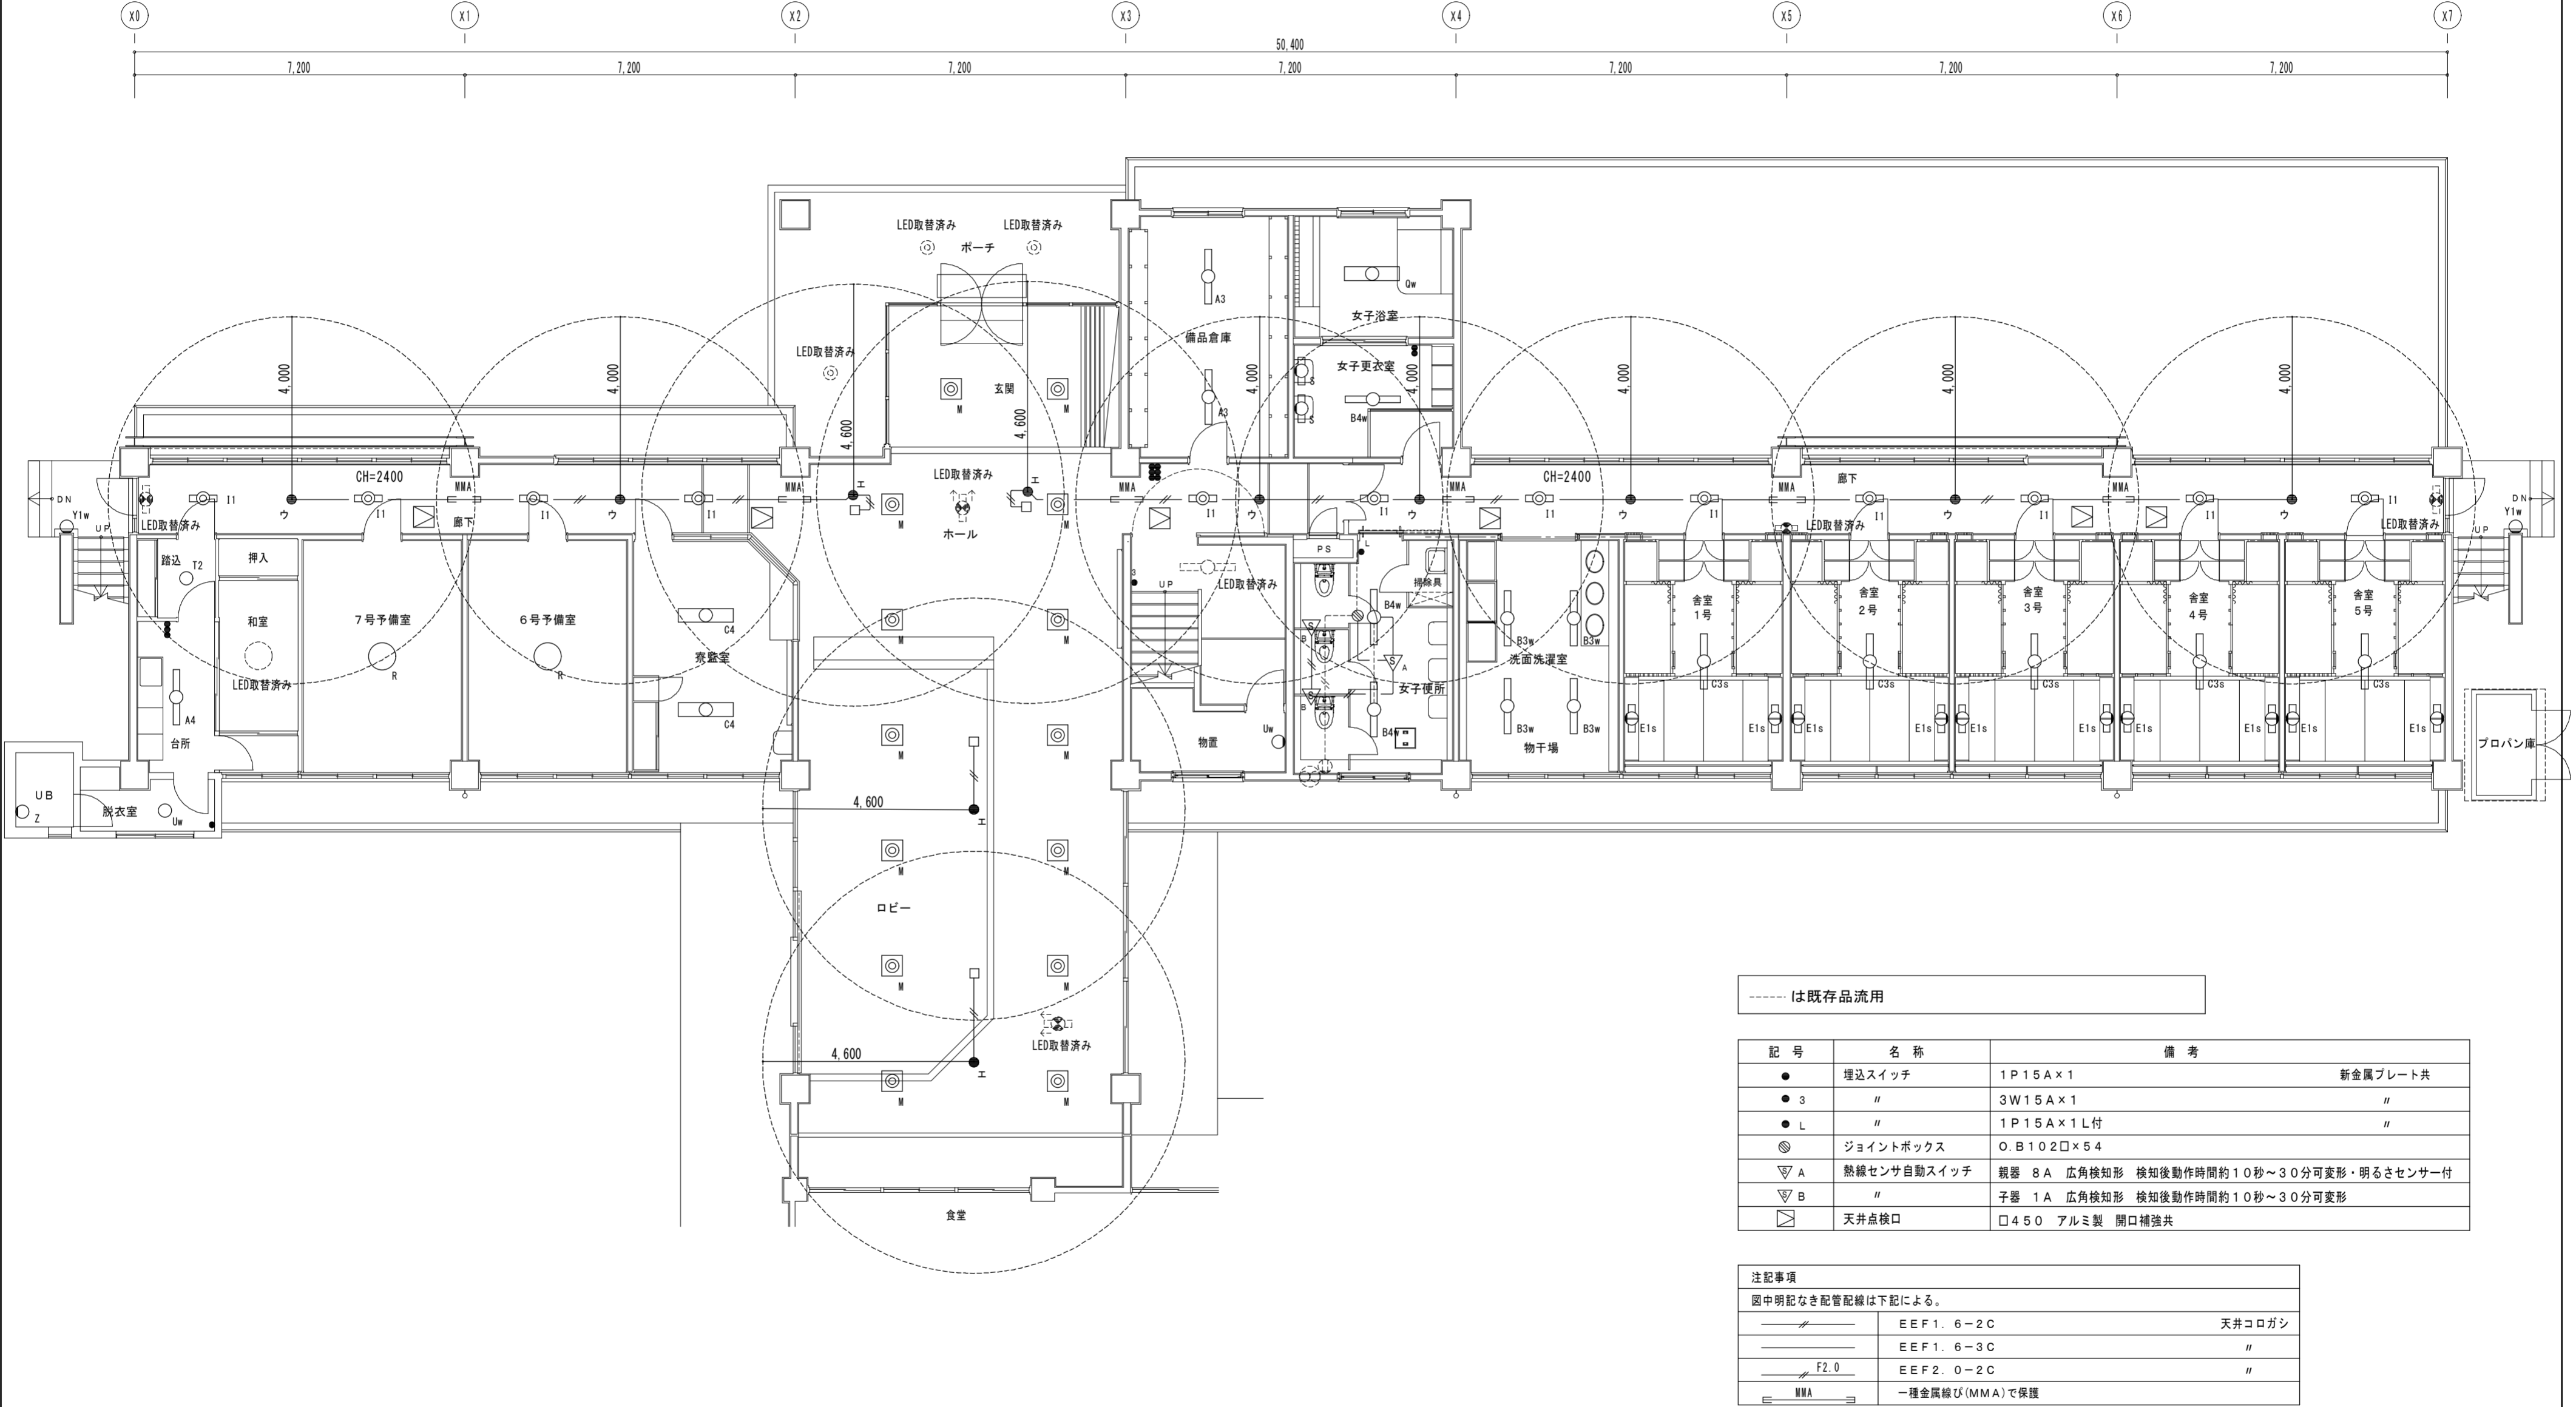 X0 X1 X2 X3 X4 X5 X6 X7
50,400
7,200 7,200 7,200 7,200 7,200 7,200 7,200
LED取替済み LED取替済み
ポーチ
A3
Qw
女子浴室
備品倉庫
LED取替済み
4,000 4,000 4,000 4,000 4,000 4,000 4,000
女子更衣室
S
玄関
M M
A3
S
B4w
4,600 4,600
CH=2400
LED取替済み
CH=2400
廊下
MMA MMA MMA MMA MMA MMA
エ エ
DN
I1 I1 I1 I1 I1 I1 I1 I1 I1 I1 I1 I1
DN
Y1w
LED取替済み
ウ
廊下
ウ
M M
ウ ウ ウ
LED取替済み
ウ ウ
LED取替済み
Y1w
UP
ホール
UP
踏込
T2
押入
3
UP
LED取替済み
PS
L
掃除具
和室
7号予備室
6号予備室
C4
M M
B4w
B
S
B3w B3w
舎室
1号
舎室
2号
舎室
3号
舎室
4号
舎室
5号
寮監室
洗面洗濯室
S
A
LED取替済み
R R
女子便所
C3s C3s C3s C3s C3s
S
B
A4
台所
C4
M M
物置
Uw
B4w
B3w B3w
物干場
E1s E1s E1s E1s E1s E1s E1s E1s E1s E1s
プロパン庫
UB
Z
脱衣室
Uw
4,600
エ
M M
ロビー
M M
LED取替済み
4,600
エ
M M
食堂
-----は既存品流用
記号 名称 備考
埋込スイッチ 1P15A×1 新金属プレート共
3 〃 3W15A×1 〃
L 〃 1P15A×1L付 〃
ジョイントボックス O.B102□×54
S A 熱線センサ自動スイッチ 親器 8A 広角検知形 検知後動作時間約10秒～30分可変形・明るさセンサー付
S B 〃 子器 1A 広角検知形 検知後動作時間約10秒～30分可変形
天井点検口 □450 アルミ製 開口補強共
注記事項
図中明記なき配管配線は下記による。
EEF1.6-2C 天井コロガシ
EEF1.6-3C 〃
F2.0 EEF2.0-2C 〃
MMA 一種金属線ぴ(MMA)で保護